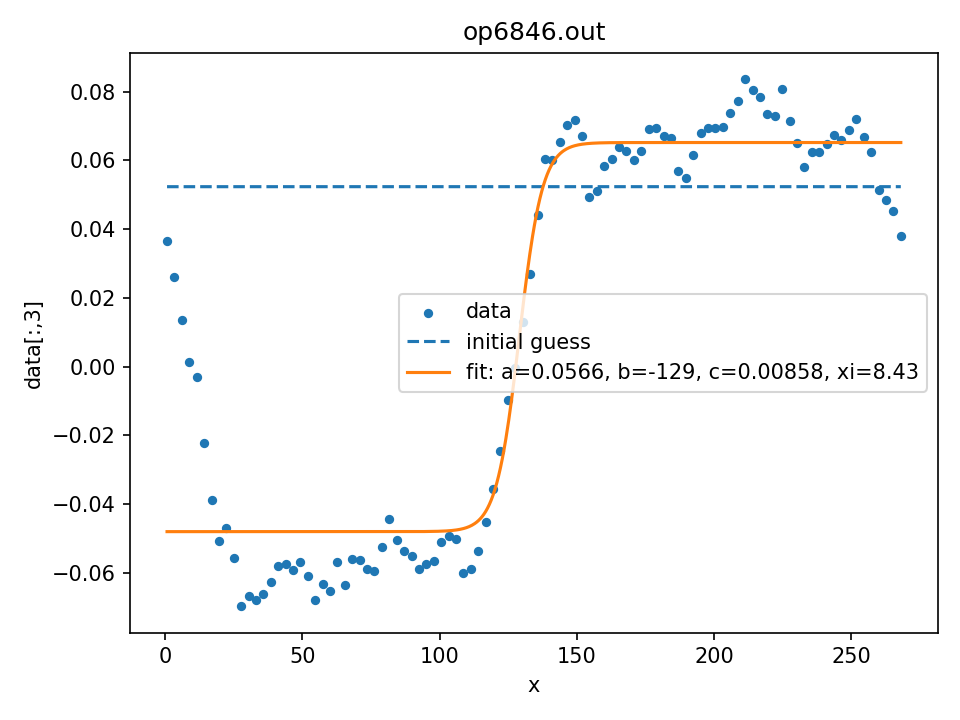 op6846.out
0.08
0.06
0.04
0.02
0.00
−0.02
−0.04
−0.06
data[:,3]
data
initial guess
fit: a=0.0566, b=-129, c=0.00858, xi=8.43
0 50 100 150 200 250
x